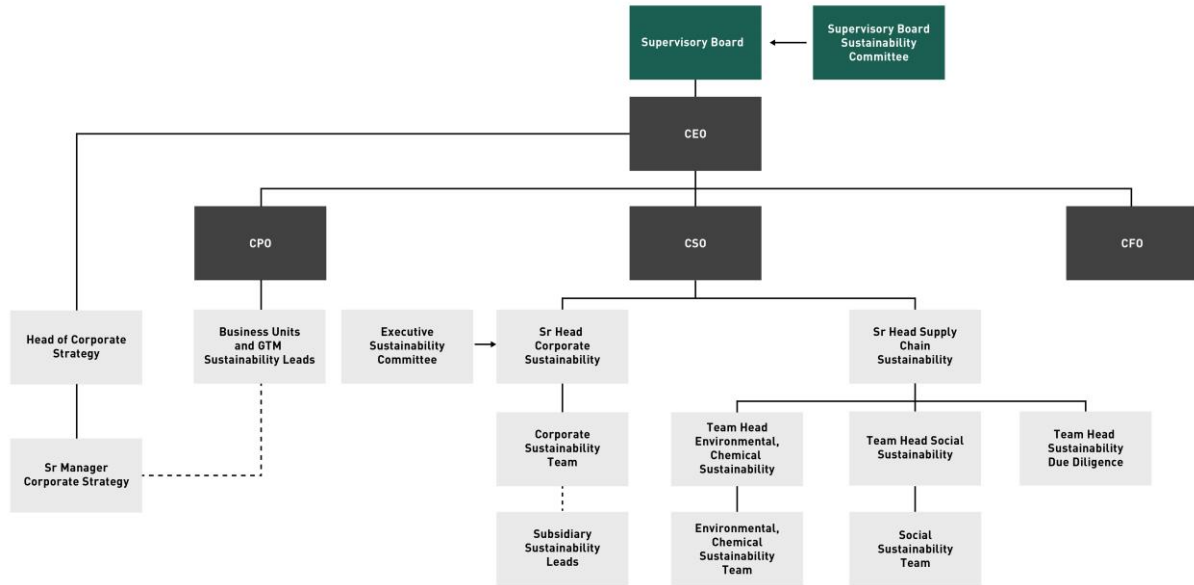 Supervisory Board
Supervisory Board
Sustainability
Committee
CEO
CPO
CSO
CFO
Head of Corporate
Strategy
Business Units
and GTM
Sustainability Leads
Executive
Sustainability
Committee
Sr Head
Corporate
Sustainability
Sr Head Supply
Chain
Sustainability
Sr Manager
Corporate Strategy
Corporate
Sustainability
Team
Team Head
Environmental,
Chemical
Sustainability
Team Head Social
Sustainability
Team Head
Sustainability
Due Diligence
Subsidiary
Sustainability
Leads
Environmental,
Chemical
Sustainability
Team
Social
Sustainability
Team